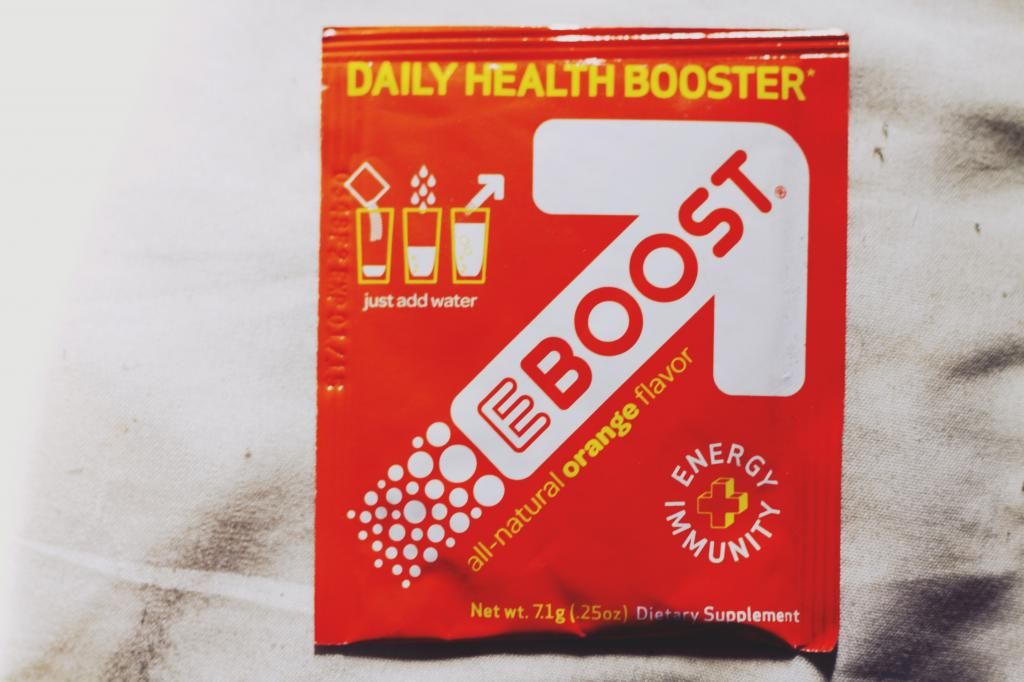 DAILY HEALTH BOOSTER*
just add water
EBOOST®
all-natural orange flavor
ENERGY
IMMUNITY
Net wt. 7.1g (.25oz) Dietary Supplement